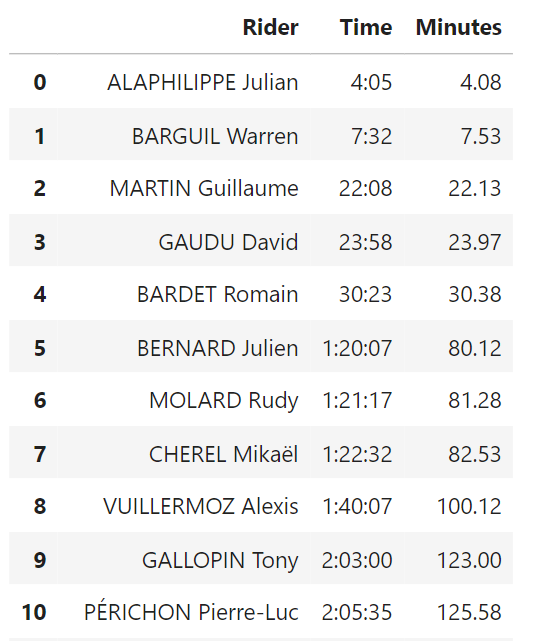 Rider Time Minutes
0 ALAPHILIPPE Julian 4:05 4.08
1 BARGUIL Warren 7:32 7.53
2 MARTIN Guillaume 22:08 22.13
3 GAUDU David 23:58 23.97
4 BARDET Romain 30:23 30.38
5 BERNARD Julien 1:20:07 80.12
6 MOLARD Rudy 1:21:17 81.28
7 CHEREL Mikaël 1:22:32 82.53
8 VUILLERMOZ Alexis 1:40:07 100.12
9 GALLOPIN Tony 2:03:00 123.00
10 PÉRICHON Pierre-Luc 2:05:35 125.58